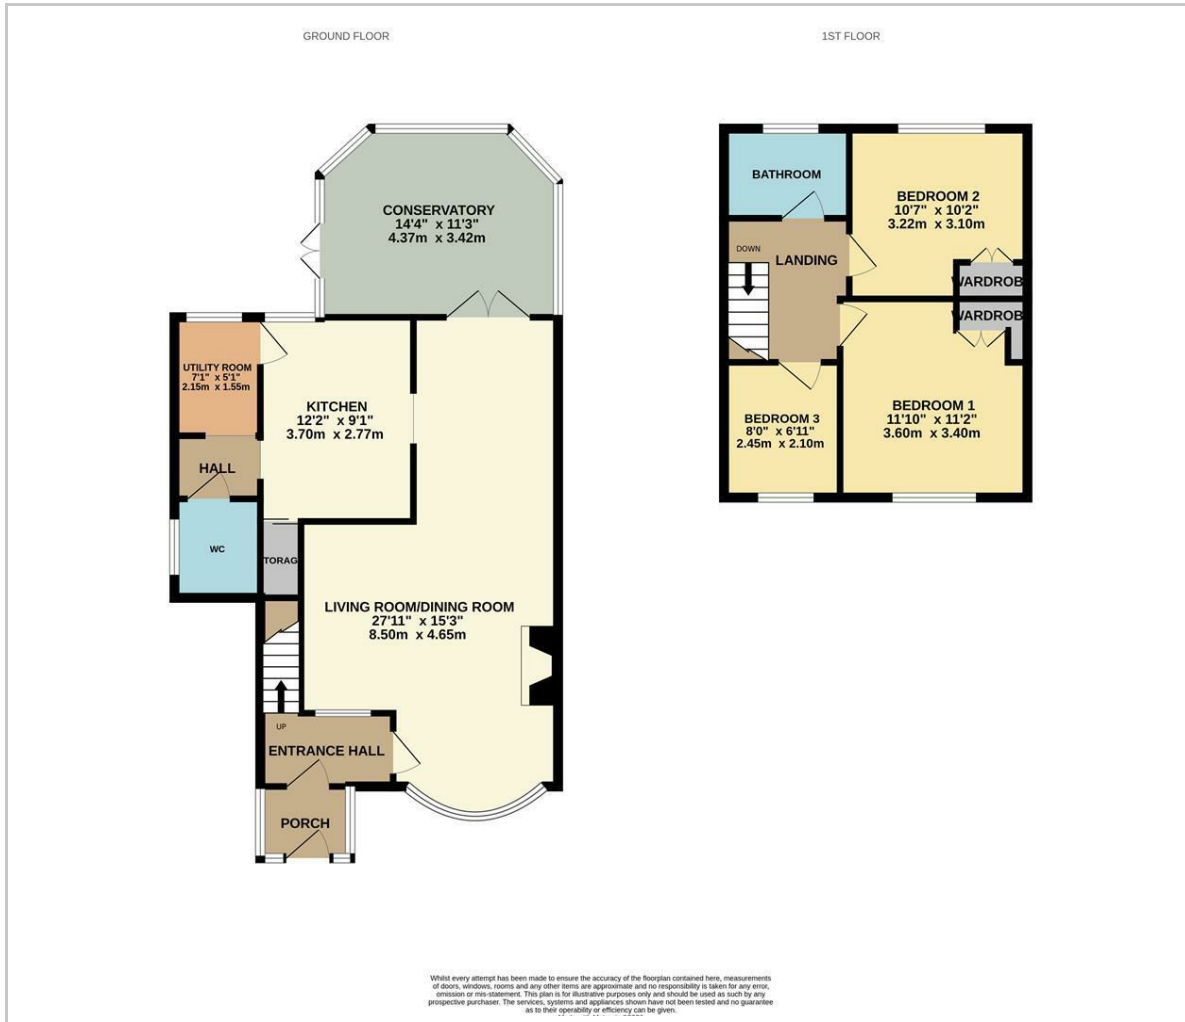 GROUND FLOOR
CONSERVATORY
14'4" x 11'3"
4.37m x 3.42m
UTILITY ROOM
7'1" x 5'1"
2.15m x 1.55m
KITCHEN
12'2" x 9'1"
3.70m x 2.77m
HALL
WC
TORAG
LIVING ROOM/DINING ROOM
27'11" x 15'3"
8.50m x 4.65m
UP
ENTRANCE HALL
PORCH
1ST FLOOR
BATHROOM
BEDROOM 2
10'7" x 10'2"
3.22m x 3.10m
DOWN
LANDING
WARDROB
WARDROB
BEDROOM 1
11'10" x 11'2"
3.60m x 3.40m
BEDROOM 3
8'0" x 6'11"
2.45m x 2.10m
Whilst every attempt has been made to ensure the accuracy of the floorplan contained here, measurements
of doors, windows, rooms and any other items are approximate and no responsibility is taken for any error,
omission or mis-statement. This plan is for illustrative purposes only and should be used as such by any
prospective purchaser. The services, systems and appliances shown have not been tested and no guarantee
as to their operability or efficiency can be given.